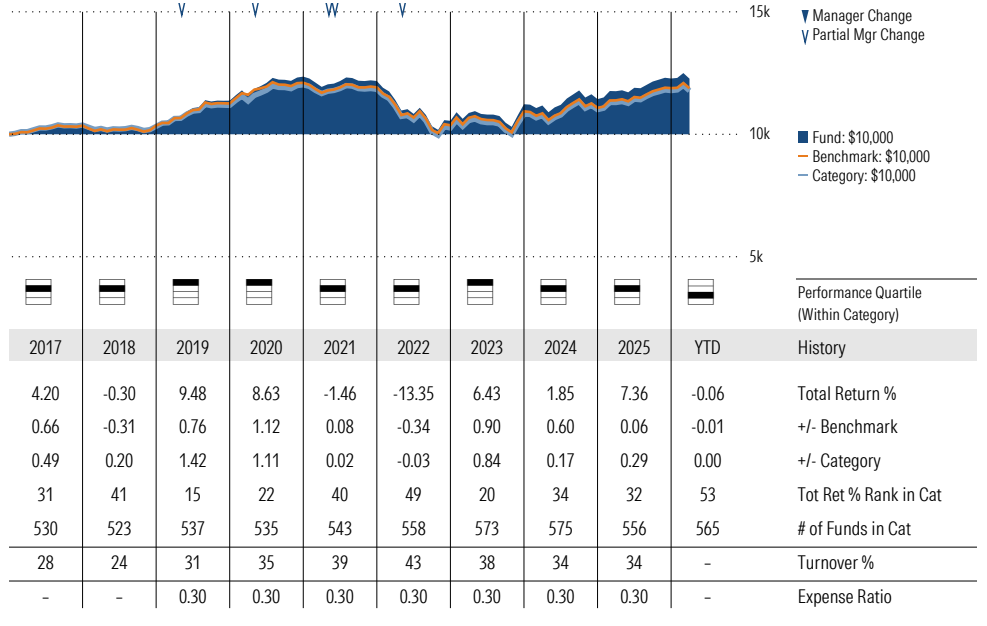 15k
Manager Change
Partial Mgr Change
10k
Fund: $10,000
Benchmark: $10,000
Category: $10,000
5k
Performance Quartile
(Within Category)
2017 2018 2019 2020 2021 2022 2023 2024 2025 YTD History
4.20 -0.30 9.48 8.63 -1.46 -13.35 6.43 1.85 7.36 -0.06 Total Return %
0.66 -0.31 0.76 1.12 0.08 -0.34 0.90 0.60 0.06 -0.01 +/- Benchmark
0.49 0.20 1.42 1.11 0.02 -0.03 0.84 0.17 0.29 0.00 +/- Category
31 41 15 22 40 49 20 34 32 53 Tot Ret % Rank in Cat
530 523 537 535 543 558 573 575 556 565 # of Funds in Cat
28 24 31 35 39 43 38 34 34 – Turnover %
– – 0.30 0.30 0.30 0.30 0.30 0.30 0.30 – Expense Ratio